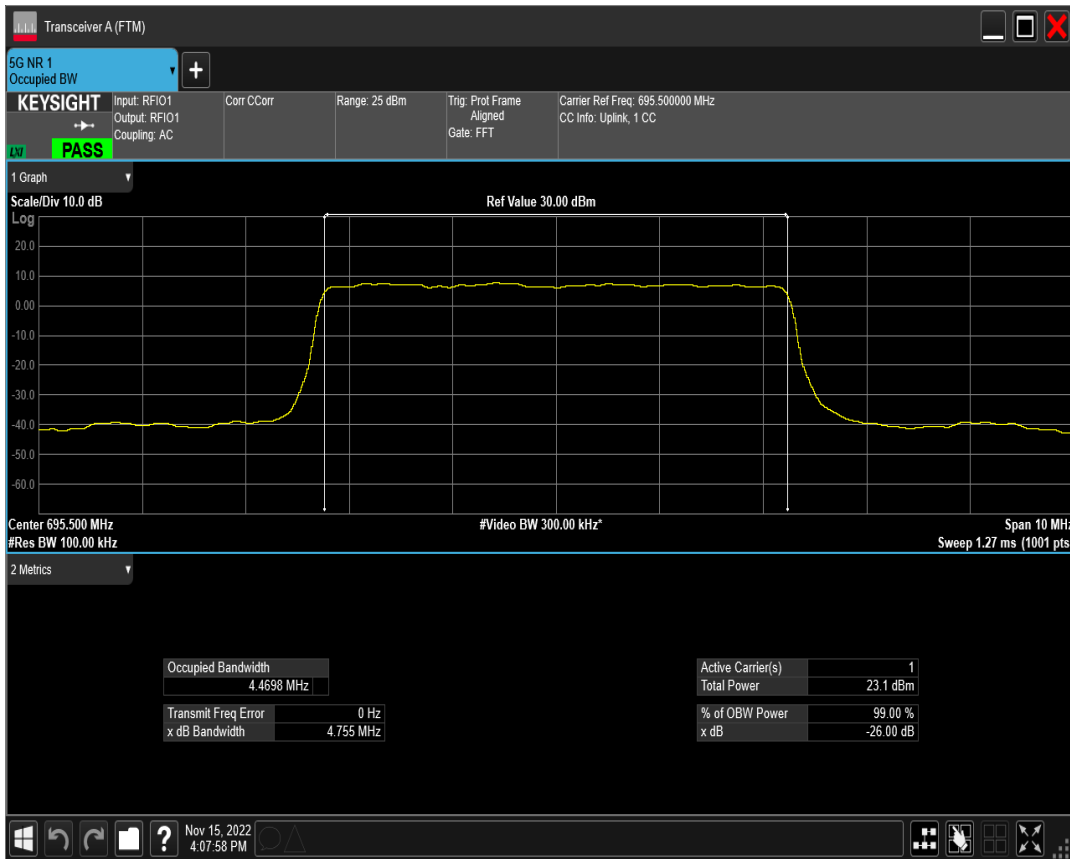 Transceiver A (FTM)
5G NR 1
Occupied BW
+
KEYSIGHT
LXI
PASS
Input: RFIO1
Output: RFIO1
Coupling: AC
Corr CCorr
Range: 25 dBm
Trig: Prot Frame
Aligned
Gate: FFT
Carrier Ref Freq: 695.500000 MHz
CC Info: Uplink, 1 CC
1 Graph
Scale/Div 10.0 dB
Ref Value 30.00 dBm
Log
20.0
10.0
0.00
-10.0
-20.0
-30.0
-40.0
-50.0
-60.0
Center 695.500 MHz
#Video BW 300.00 kHz*
Span 10 MHz
#Res BW 100.00 kHz
Sweep 1.27 ms (1001 pts
2 Metrics
Occupied Bandwidth
4.4698 MHz
Transmit Freq Error 0 Hz
x dB Bandwidth 4.755 MHz
Active Carrier(s) 1
Total Power 23.1 dBm
% of OBW Power 99.00 %
x dB -26.00 dB
?
Nov 15, 2022
4:07:58 PM